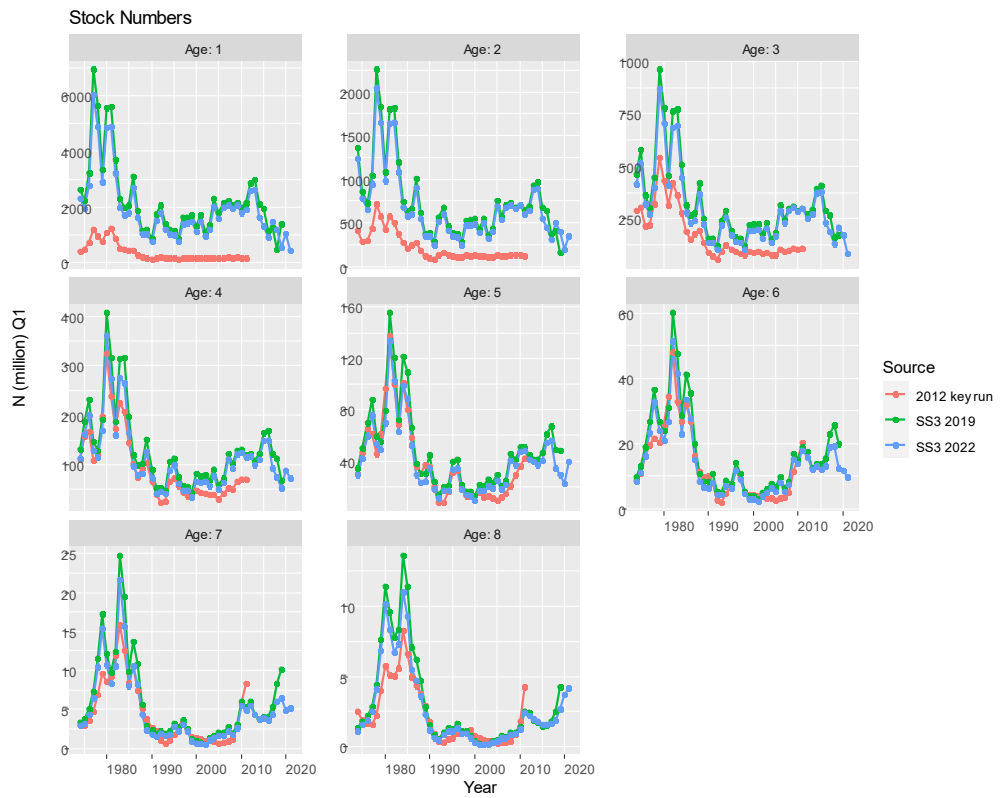 Stock Numbers
Age: 1
Age: 2
Age: 3
6000
4000
2000
0
2000
1500
1000
500
0
1000
750
500
250
Age: 4
Age: 5
Age: 6
400
300
200
100
160
120
80
40
60
40
20
0
1980 1990 2000 2010 2020
Age: 7
Age: 8
25
20
15
10
5
0
10
5
0
1980 1990 2000 2010 2020
1980 1990 2000 2010 2020
Year
N (million) Q1
Source
2012 key run
SS3 2019
SS3 2022